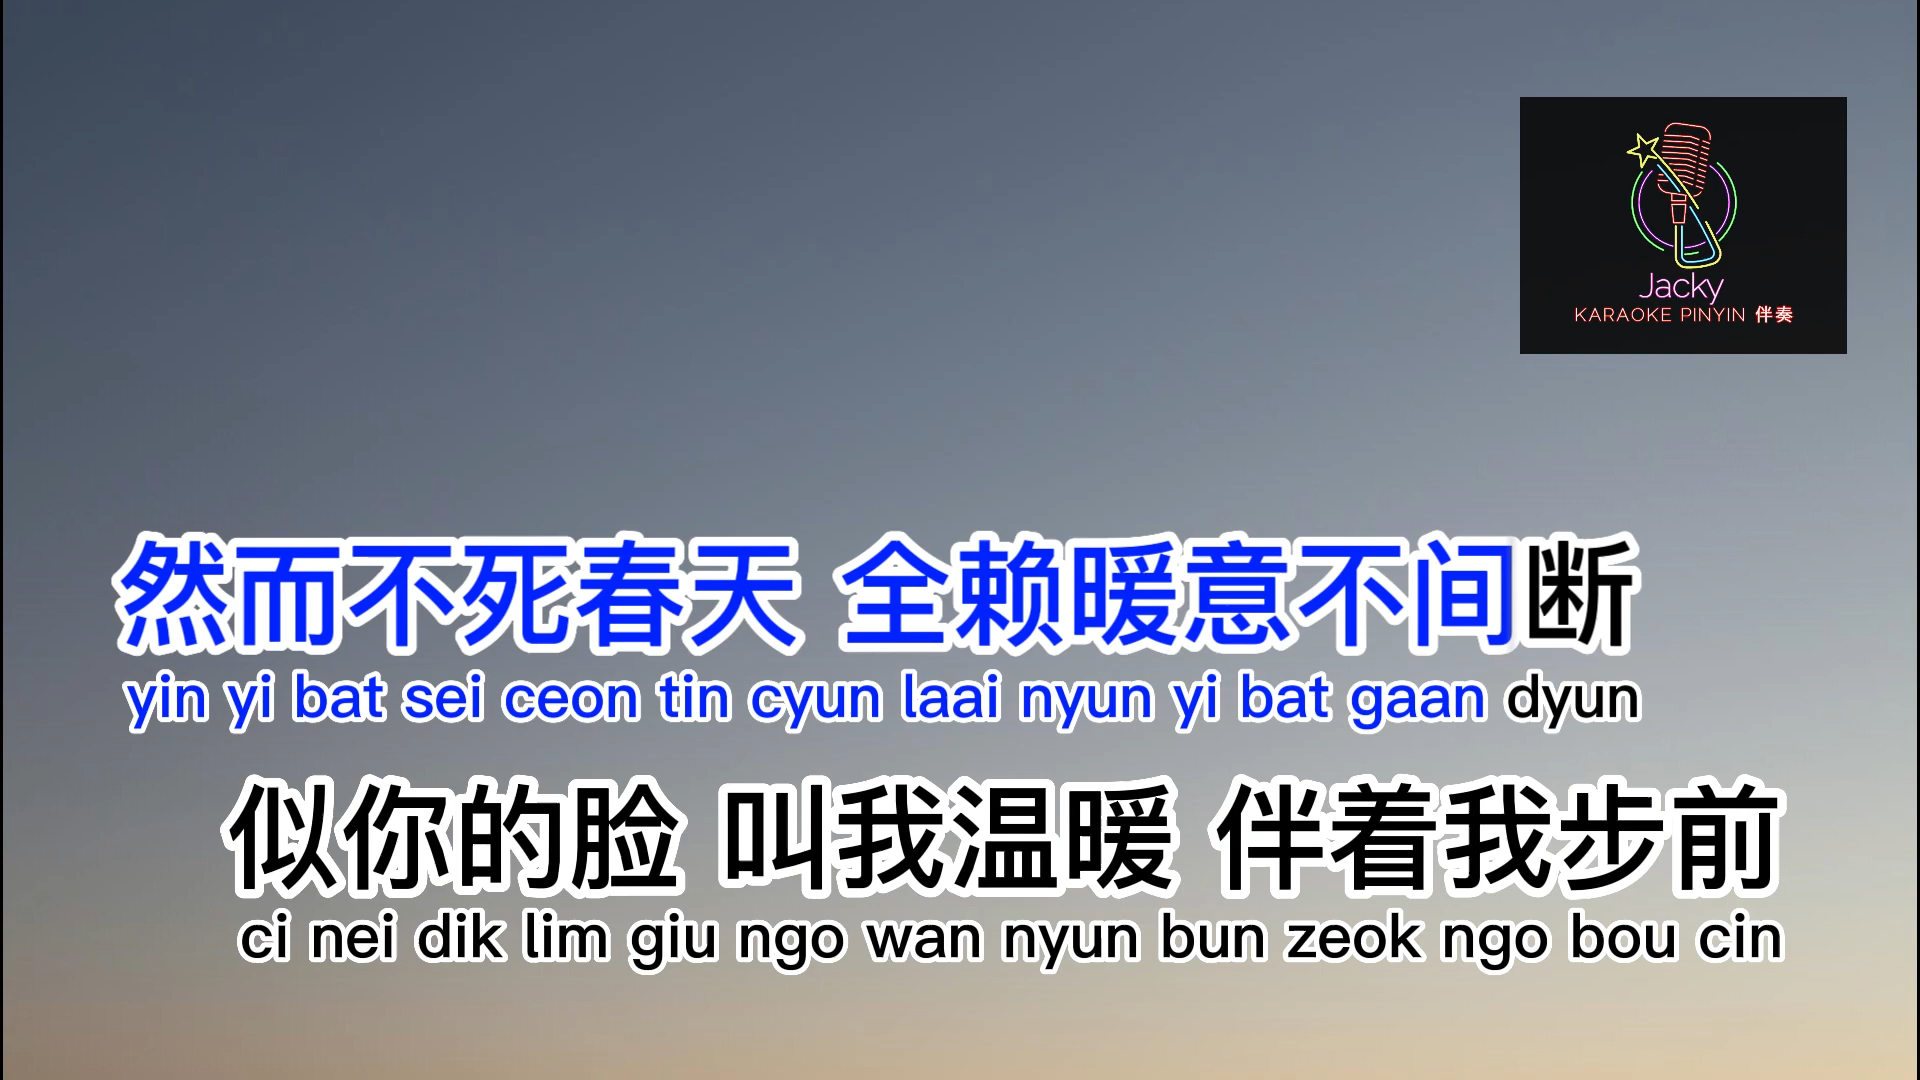 Jacky
KARAOKE PINYIN 伴奏
然而不死春天 全赖暖意不间断
yin yi bat sei ceon tin cyun laai nyun yi bat gaan dyun
似你的脸 叫我温暖 伴着我步前
ci nei dik lim giu ngo wan nyun bun zeok ngo bou cin